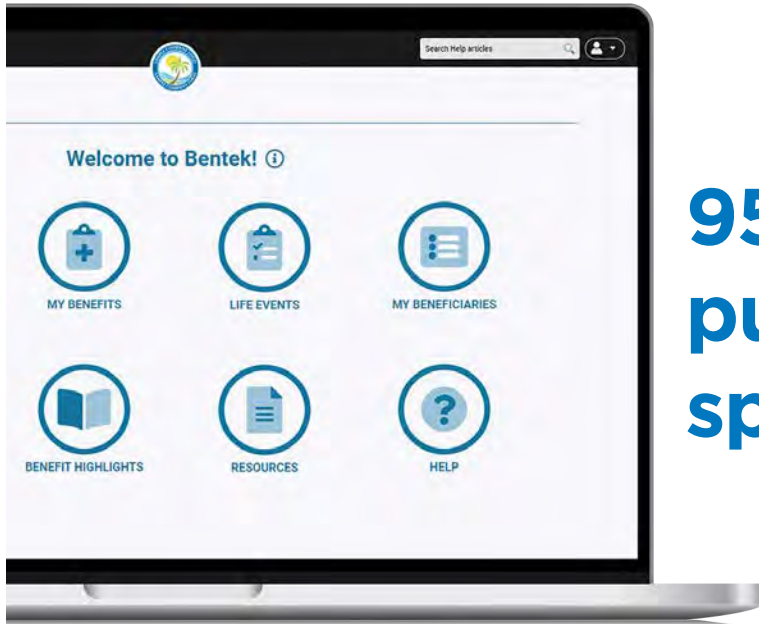 Search Help articles
Welcome to Bentek!
MY BENEFITS
LIFE EVENTS
MY BENEFICIARIES
BENEFIT HIGHLIGHTS
RESOURCES
HELP
95
pu
sp